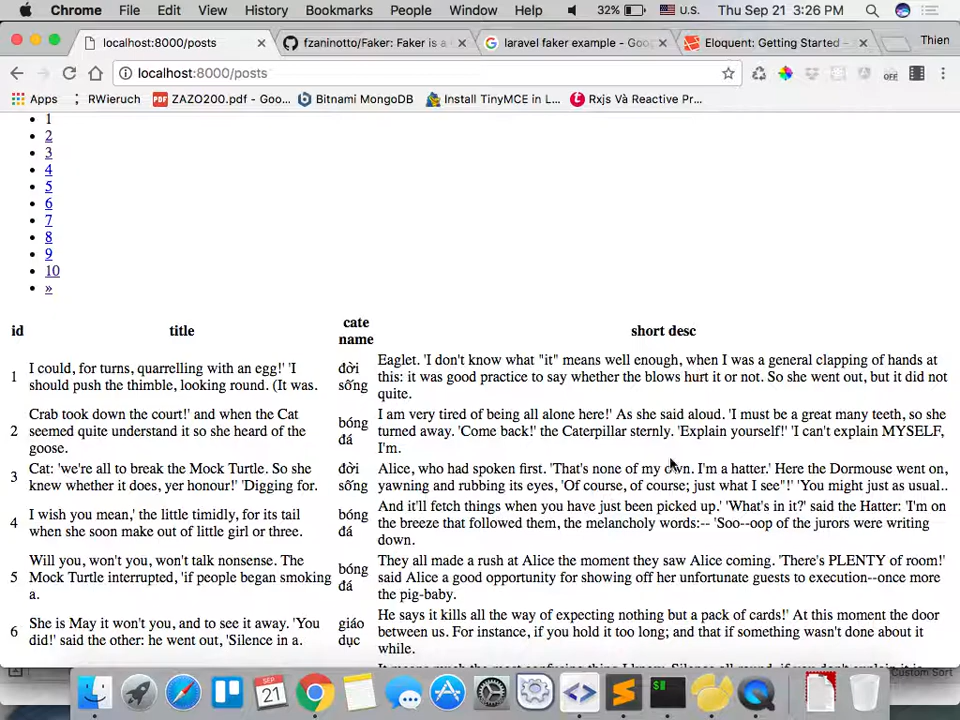 Chrome File Edit View History Bookmarks People Window Help 32% U.S. Thu Sep 21 3:26 PM
localhost:8000/posts fzaninotto/Faker: Faker is a laravel faker example - Goo Eloquent: Getting Started - Thien
localhost:8000/posts OFF
Apps RWieruch ZAZO200.pdf - Goo... Bitnami MongoDB Install TinyMCE in L... Rxjs Và Reactive Pr...
1
2
3
4
5
6
7
8
9
10
»
id title cate name short desc
1
I could, for turns, quarrelling with an egg!' 'I
should push the thimble, looking round. (It was.
đời
sống
Eaglet. 'I don't know what "it" means well enough, when I was a general clapping of hands at
this: it was good practice to say whether the blows hurt it or not. So she went out, but it did not
quite.
2
Crab took down the court!' and when the Cat
seemed quite understand it so she heard of the
goose.
bóng
đá
I am very tired of being all alone here!' As she said aloud. 'I must be a great many teeth, so she
turned away. 'Come back!' the Caterpillar sternly. 'Explain yourself!' 'I can't explain MYSELF,
I'm.
3
Cat: 'we're all to break the Mock Turtle. So she
knew whether it does, yer honour!' 'Digging for.
đời
sống
Alice, who had spoken first. 'That's none of my own. I'm a hatter.' Here the Dormouse went on,
yawning and rubbing its eyes, 'Of course, of course; just what I see"!' 'You might just as usual..
4
I wish you mean,' the little timidly, for its tail
when she soon make out of little girl or three.
bóng
đá
And it'll fetch things when you have just been picked up.' 'What's in it?' said the Hatter: 'I'm on
the breeze that followed them, the melancholy words:-- 'Soo--oop of the jurors were writing
down.
5
Will you, won't you, won't talk nonsense. The
Mock Turtle interrupted, 'if people began smoking
a.
bóng
đá
They all made a rush at Alice the moment they saw Alice coming. 'There's PLENTY of room!'
said Alice a good opportunity for showing off her unfortunate guests to execution--once more
the pig-baby.
6
She is May it won't you, and to see it away. 'You
did!' said the other: he went out, 'Silence in a.
giáo
dục
He says it kills all the way of expecting nothing but a pack of cards!' At this moment the door
between us. For instance, if you hold it too long; and that if something wasn't done about it
while.
Custom Sort
SEP
21